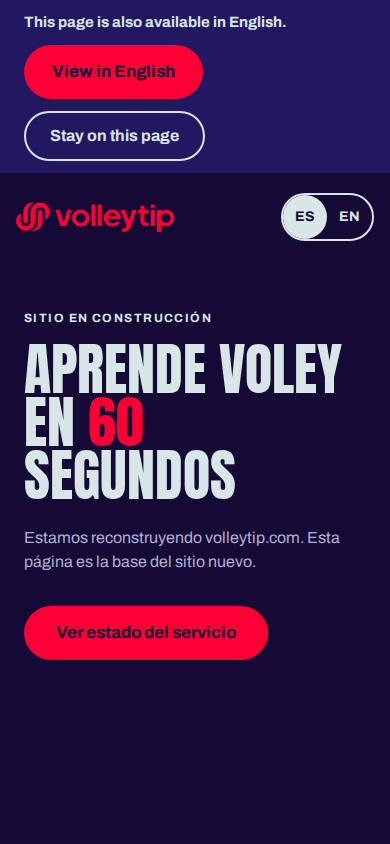 This page is also available in English.
View in English
Stay on this page
volleytip
ES EN
SITIO EN CONSTRUCCIÓN
APRENDE VOLEY
EN 60
SEGUNDOS
Estamos reconstruyendo volleytip.com. Esta
página es la base del sitio nuevo.
Ver estado del servicio